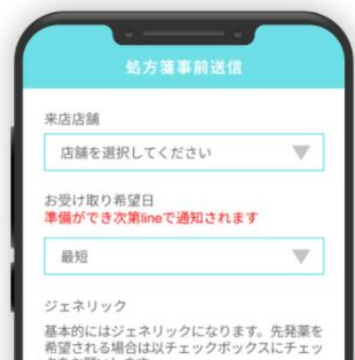 処方箋事前送信
来店店舗
店舗を選択してください
お受け取り希望日
準備ができ次第lineで通知されます
最短
ジェネリック
基本的にはジェネリックになります。先発薬を
希望される場合は以チェックボックスにチェッ